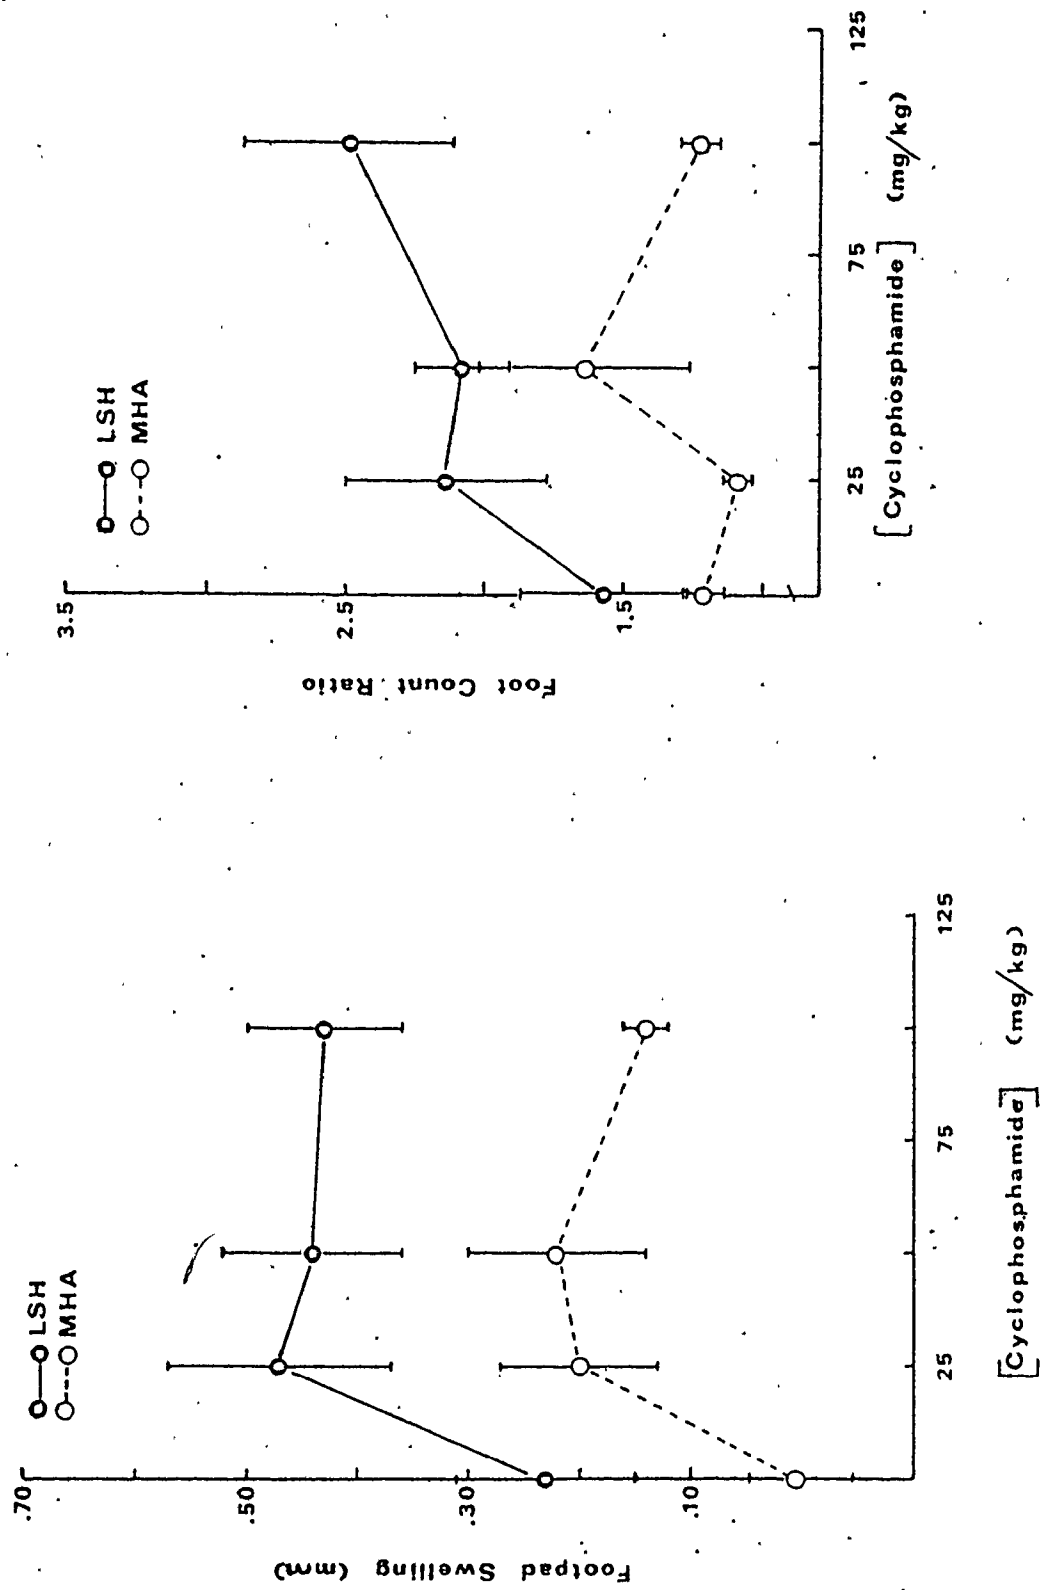 LSH
MHA
.70
.50
.30
.10
Footpad Swelling (mm)
25
75
125
[Cyclophosphamide] (mg/kg)
LSH
MHA
3.5
2.5
1.5
Foot Count Ratio
25
75
125
[Cyclophosphamide] (mg/kg)